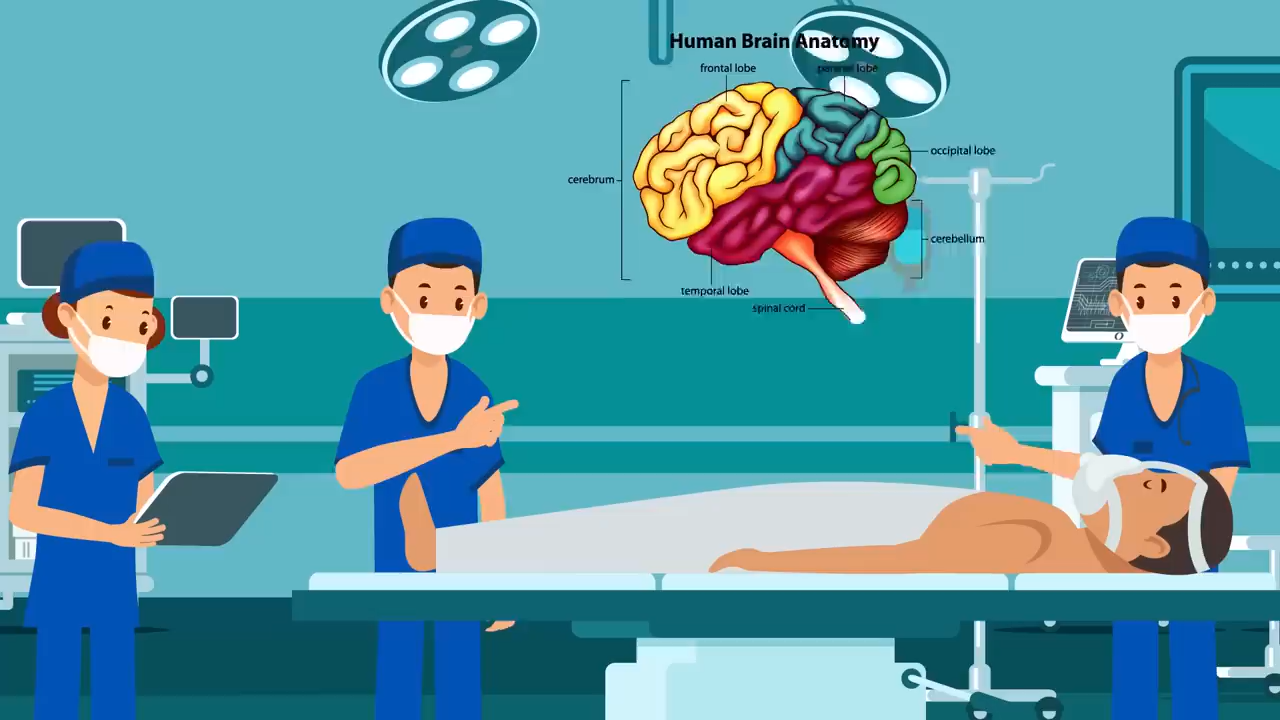 Human Brain Anatomy
frontal lobe
parietal lobe
occipital lobe
cerebrum
cerebellum
temporal lobe
spinal cord